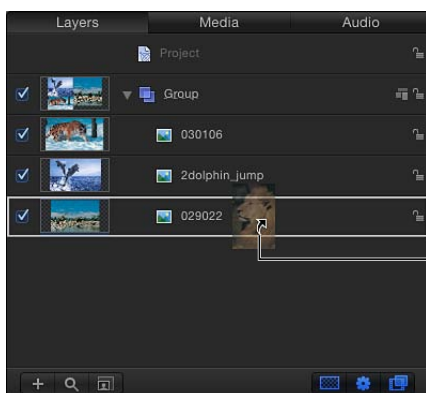 Layers Media Audio
Project
Group
030106
2dolphin_jump
029022